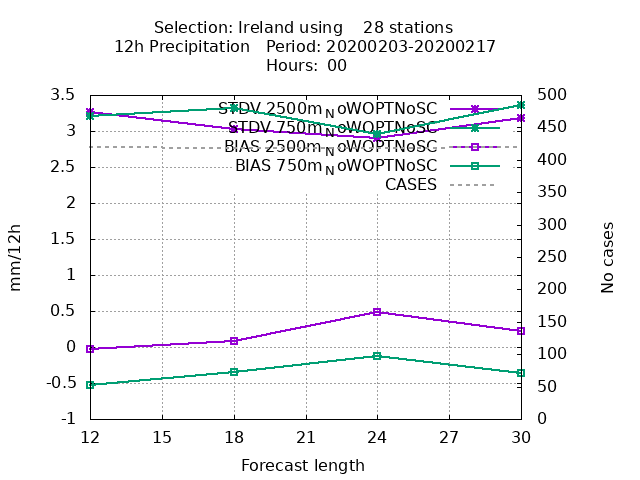 Selection: Ireland using 28 stations
12h Precipitation Period: 20200203-20200217
Hours: 00
STDV 2500m_NoWOPTNoSC
STDV 750m_NoWOPTNoSC
BIAS 2500m_NoWOPTNoSC
BIAS 750m_NoWOPTNoSC
CASES
3.5
3
2.5
2
1.5
1
0.5
0
-0.5
-1
mm/12h
500
450
400
350
300
250
200
150
100
50
0
No cases
12 15 18 21 24 27 30
Forecast length